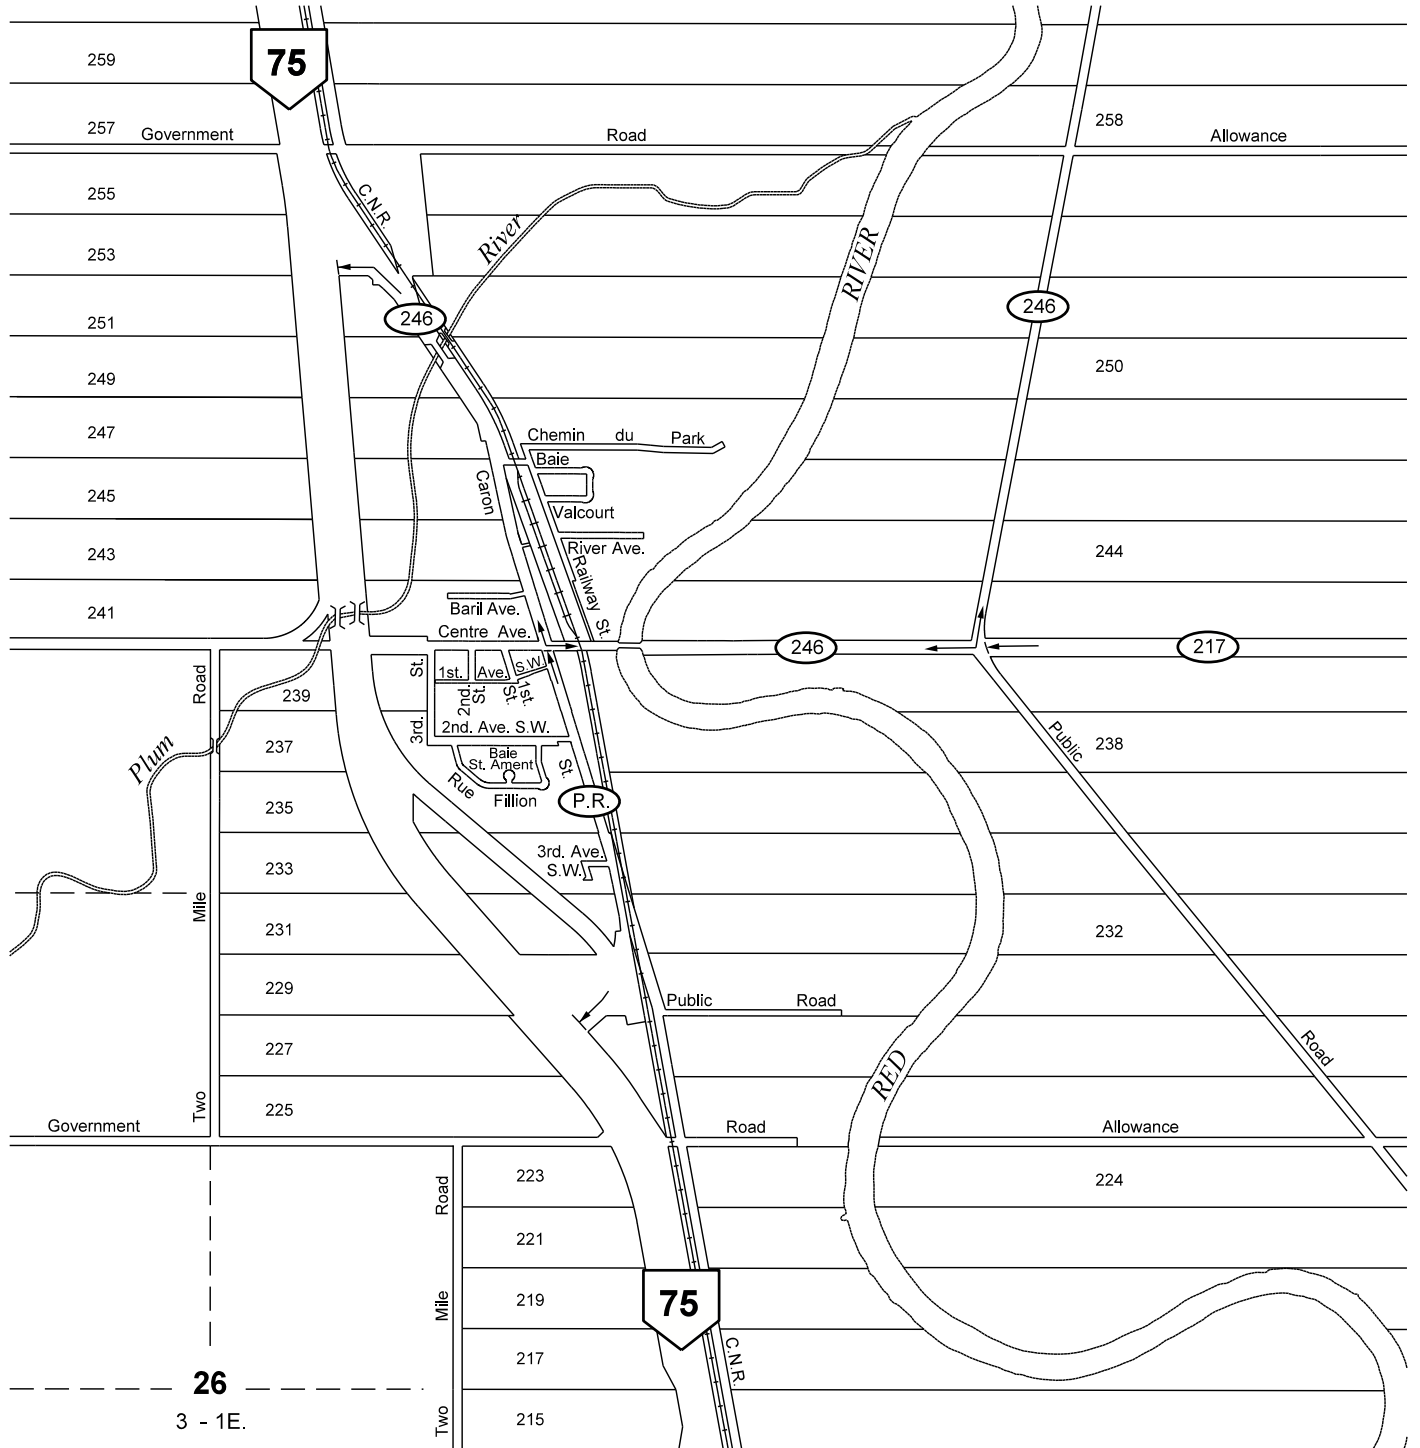 259
75
257
Government
Road
258
Allowance
255
C.N.R.
253
River
RIVER
251
246
246
249
250
247
Chemin du Park
Baie
245
Caron
Valcourt
243
River Ave.
244
Railway St.
241
Baril Ave.
Centre Ave.
246
217
Road
St.
1st.
Ave.
S.W.
239
2nd.
St.
St.
1st.
3rd.
2nd. Ave. S.W.
Public
238
237
Plum
Baie
St. Ament
St.
Rue
Fillion
P.R.
235
3rd. Ave.
S.W.
233
Mile
231
232
229
Public Road
227
Road
RED
225
Two
Government
Road
Allowance
223
224
Road
221
219
Mile
75
217
C.N.R.
26
3 - 1E.
Two
215